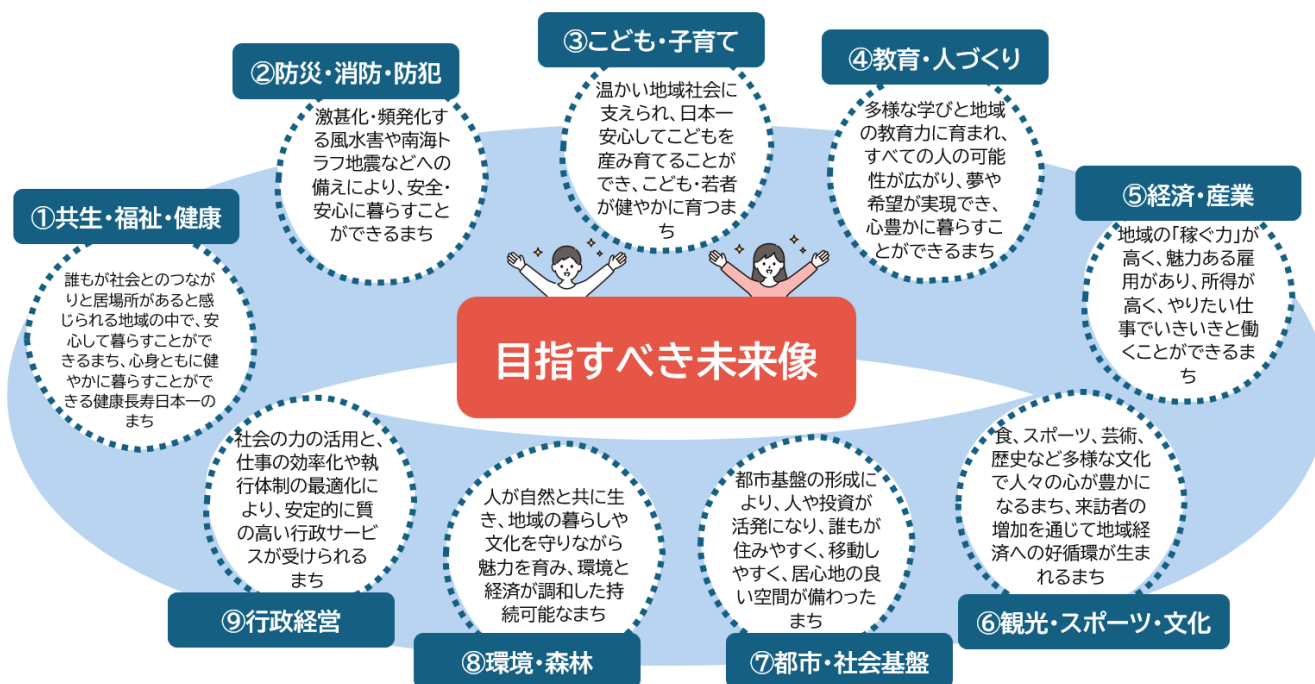 ①共生・福祉・健康
誰もが社会とのつなが
りと居場所があると感
じられる地域の中で、安
心して暮らすことがで
きるまち、心身ともに健
やかに暮らすことがで
きる健康長寿日本一の
まち
②防災・消防・防犯
激甚化・頻発化す
る風水害や南海ト
ラフ地震などへの
備えにより、安全・
安心に暮らすこと
ができるまち
③こども・子育て
温かい地域社会に
支えられ、日本一
安心してこどもを
産み育てることが
でき、こども・若者
が健やかに育つま
ち
④教育・人づくり
多様な学びと地域
の教育力に育まれ、
すべての人の可能
性が広がり、夢や
希望が実現でき、
心豊かに暮らすこ
とができるまち
⑤経済・産業
地域の「稼ぐ力」が
高く、魅力ある雇
用があり、所得が
高く、やりたい仕
事でいきいきと働
くことができるま
ち
目指すべき未来像
食、スポーツ、芸術、
歴史など多様な文化
で人々の心が豊かに
なるまち、来訪者の
増加を通じて地域経
済への好循環が生ま
れるまち
⑥観光・スポーツ・文化
都市基盤の形成に
より、人や投資が
活発になり、誰もが
住みやすく、移動し
やすく、居心地の良
い空間が備わった
まち
⑦都市・社会基盤
人が自然と共に生
き、地域の暮らしや
文化を守りながら
魅力を育み、環境と
経済が調和した持
続可能なまち
⑧環境・森林
社会の力の活用と、
仕事の効率化や執
行体制の最適化に
より、安定的に質
の高い行政サービ
スが受けられる
まち
⑨行政経営